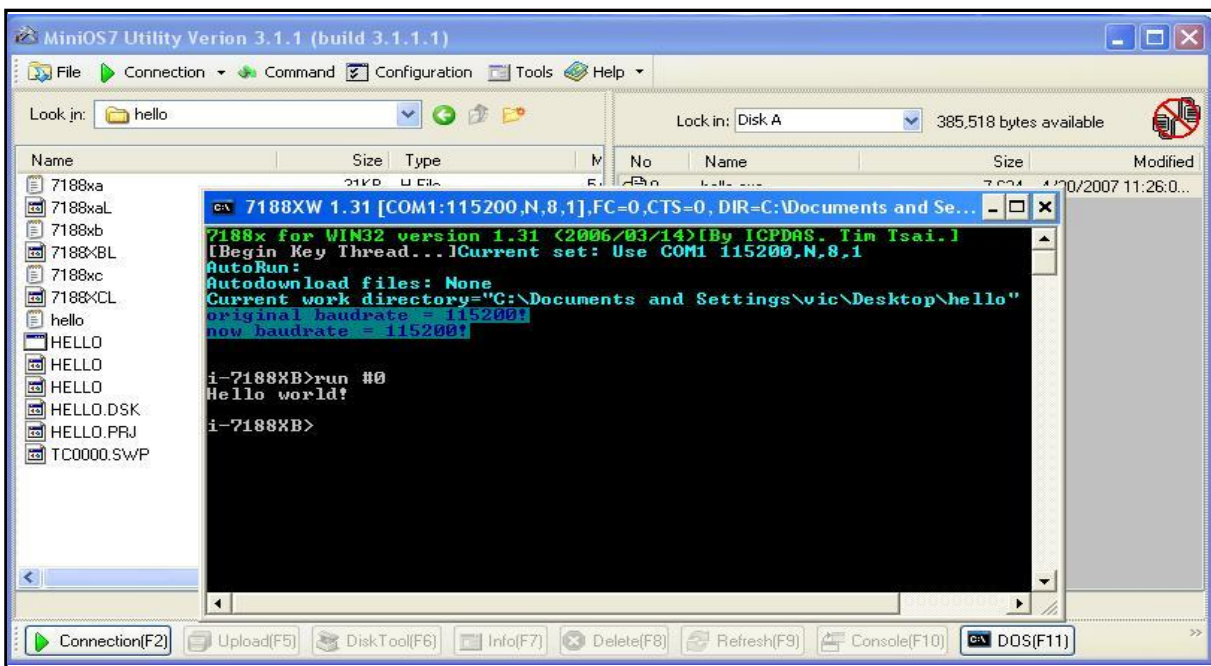 MiniOS7 Utility Verion 3.1.1 (build 3.1.1.1)
File Connection Command Configuration Tools Help
Look in: hello
Lock in: Disk A 385,518 bytes available
Name Size Type M
No Name Size Modified
7188xa
7188xaL
7188xb
7188XBL
7188xc
7188XCL
hello
HELLO
HELLO
HELLO
HELLO.DSK
HELLO.PRJ
TC0000.SWP
11:26:0...
7188XW 1.31 [COM1:115200,N,8,1],FC=0,CTS=0, DIR=C:\Documents and Se...
7188x for WIN32 version 1.31 (2006/03/14)[By ICPDAS. Tim Tsai.]
[Begin Key Thread...]Current set: Use COM1 115200,N,8,1
AutoRun:
Autodownload files: None
Current work directory="C:\Documents and Settings\vic\Desktop\hello"
original baudrate = 115200!
now baudrate = 115200!
i-7188XB>run #0
Hello world!
i-7188XB>
Connection(F2) Upload(F5) DiskTool(F6) Info(F7) Delete(F8) Refresh(F9) Console(F10) DOS(F11)